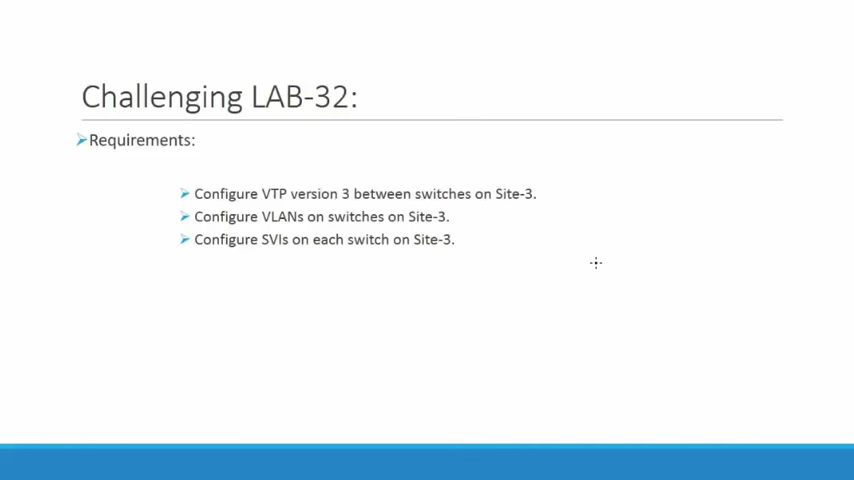 Challenging LAB-32:
Requirements:
Configure VTP version 3 between switches on Site-3.
Configure VLANs on switches on Site-3.
Configure SVIs on each switch on Site-3.